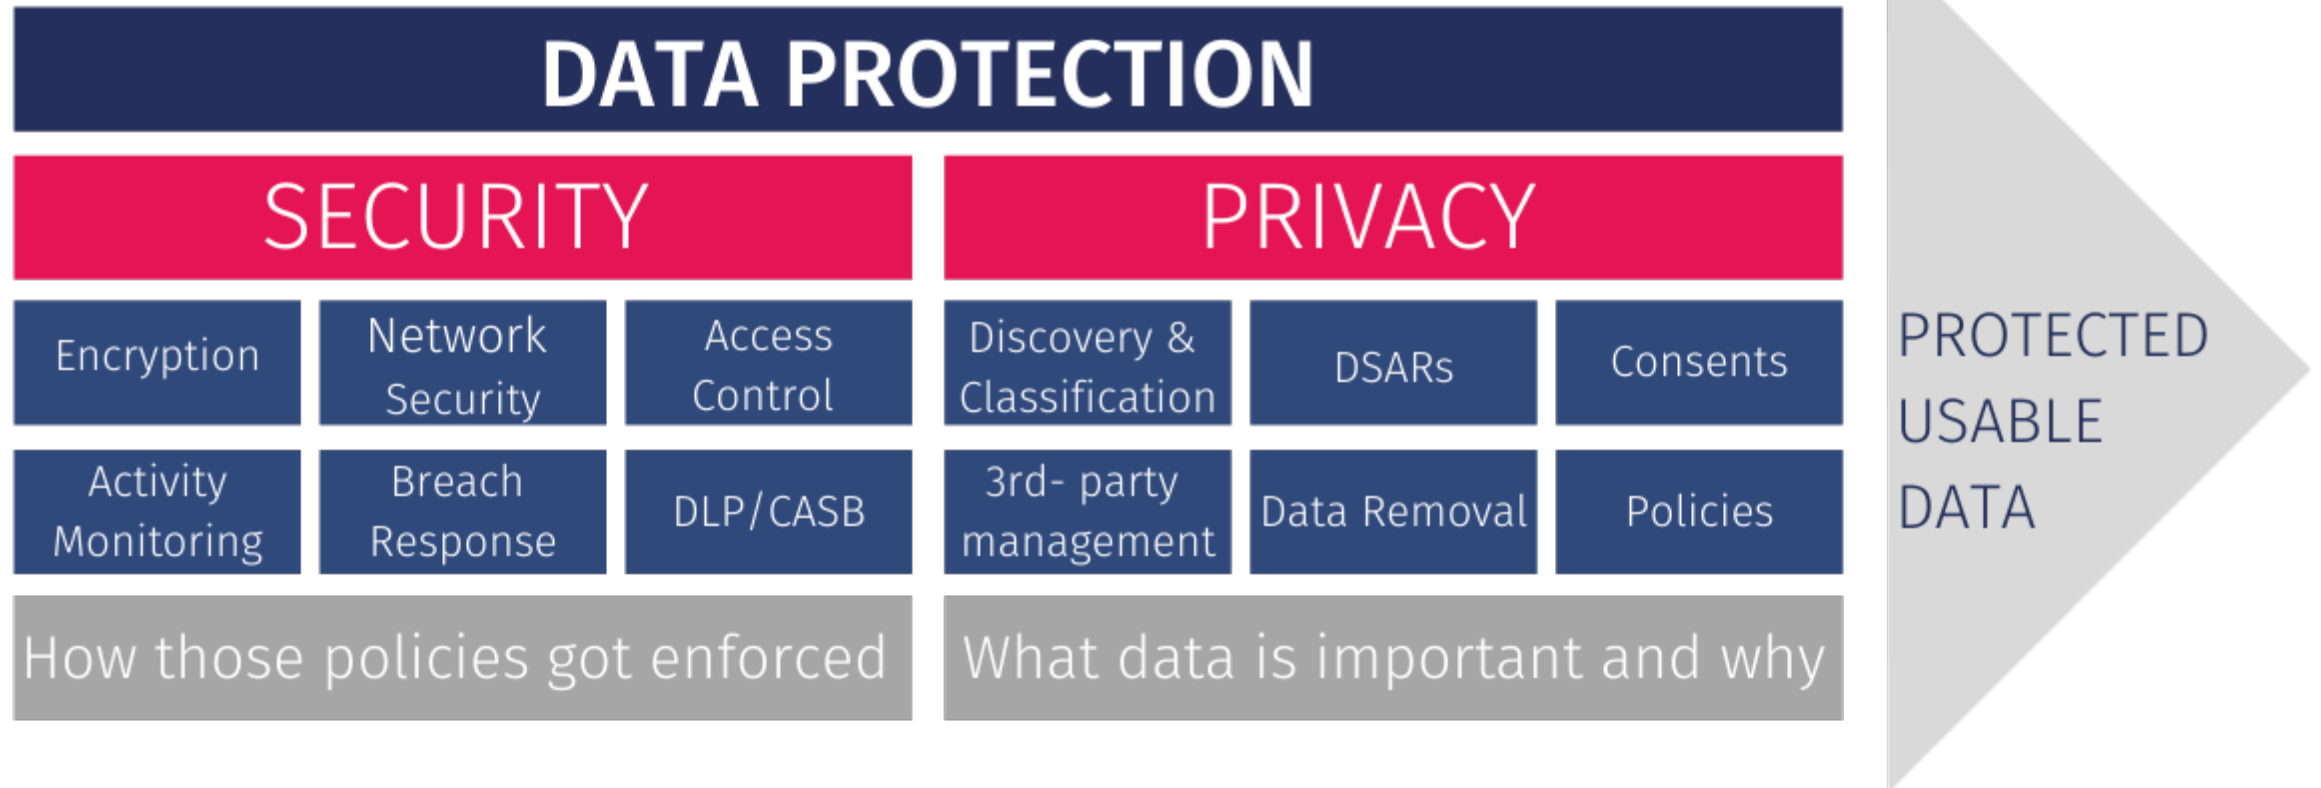 DATA PROTECTION
SECURITY
PRIVACY
Encryption
Network
Security
Access
Control
Discovery &
Classification
DSARs
Consents
Activity
Monitoring
Breach
Response
DLP/CASB
3rd- party
management
Data Removal
Policies
How those policies got enforced
What data is important and why
PROTECTED
USABLE
DATA